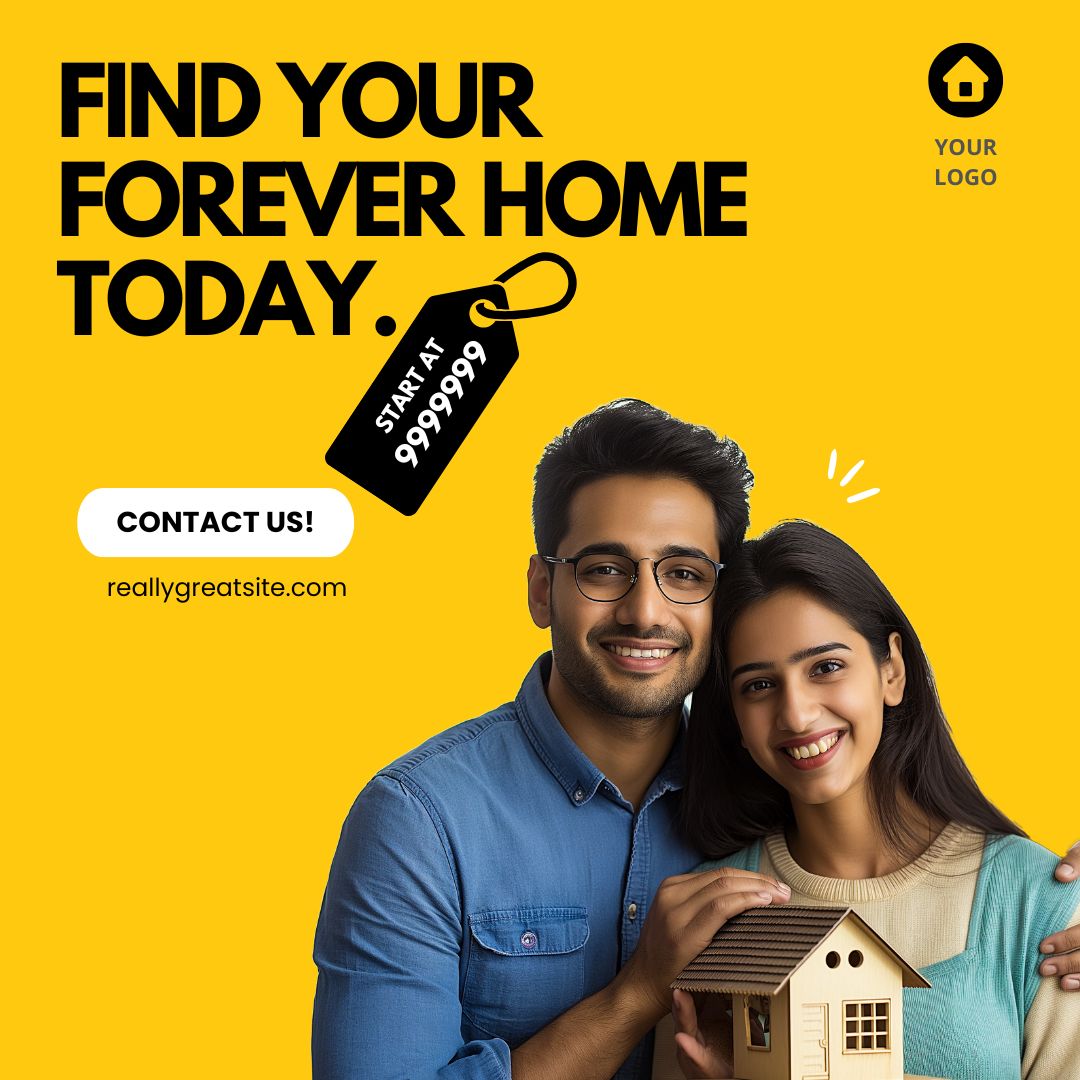 FIND YOUR
FOREVER HOME
TODAY.
YOUR
LOGO
START AT
9999999
CONTACT US!
reallygreatsite.com